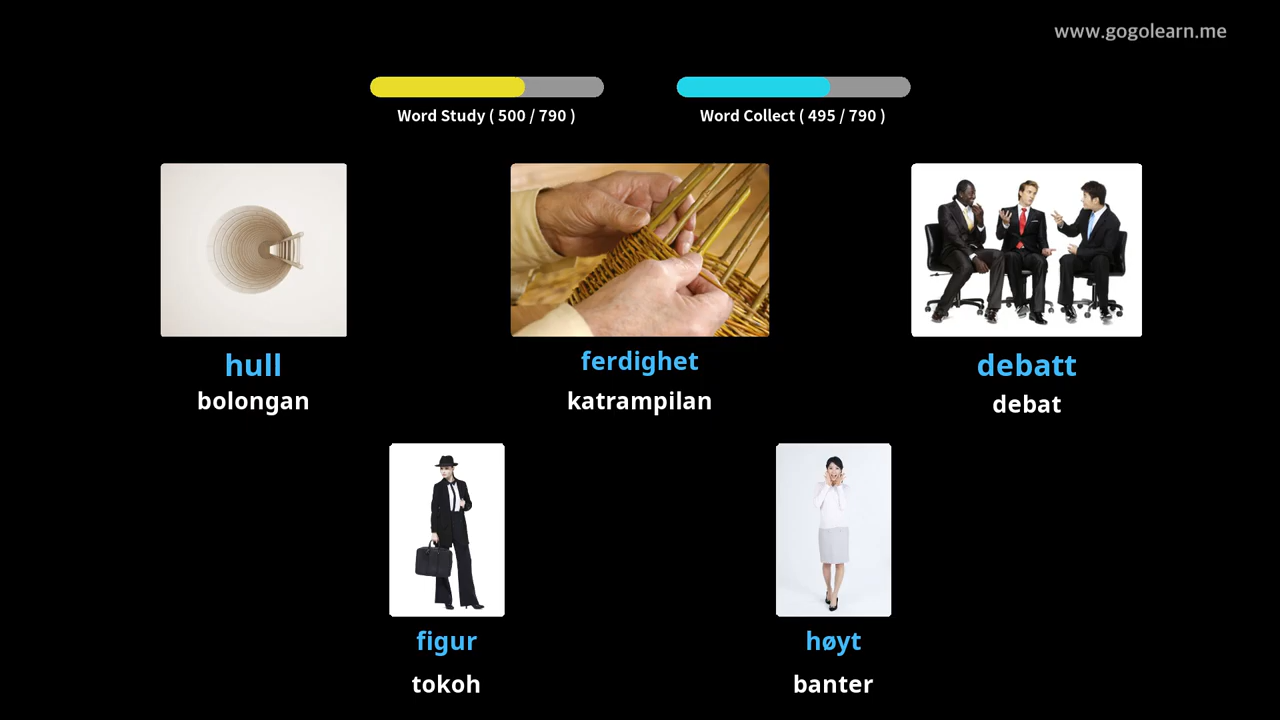 www.gogolearn.me
Word Study ( 500 / 790 )
Word Collect ( 495 / 790 )
hull
bolongan
ferdighet
katrampilan
debatt
debat
figur
tokoh
høyt
banter